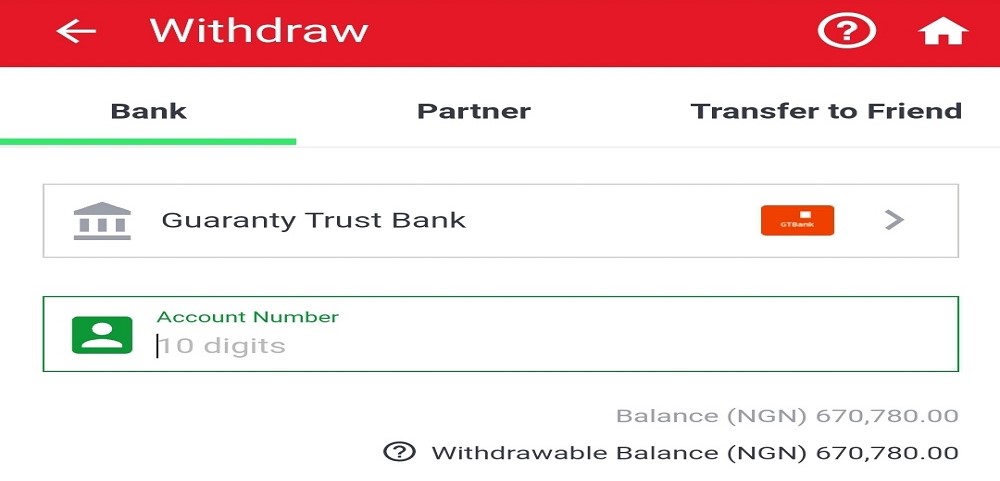 Withdraw
?
Bank Partner Transfer to Friend
Guaranty Trust Bank GTBank
Account Number
10 digits
Balance (NGN) 670,780.00
? Withdrawable Balance (NGN) 670,780.00